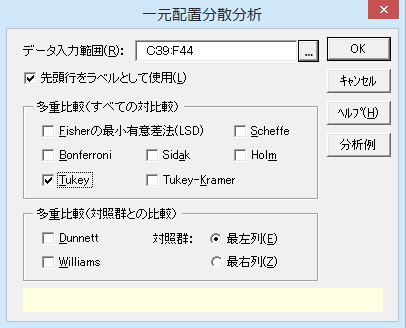 一元配置分散分析
データ入力範囲(R): C39:F44 ... OK
先頭行をラベルとして使用(L) キャンセル
ヘルプ(H)
分析例
多重比較(すべての対比較)
Fisherの最小有意差法(LSD) Scheffe
Bonferroni Sidak Holm
Tukey Tukey-Kramer
多重比較(対照群との比較)
Dunnett 対照群: 最左列(E)
Williams 最右列(Z)